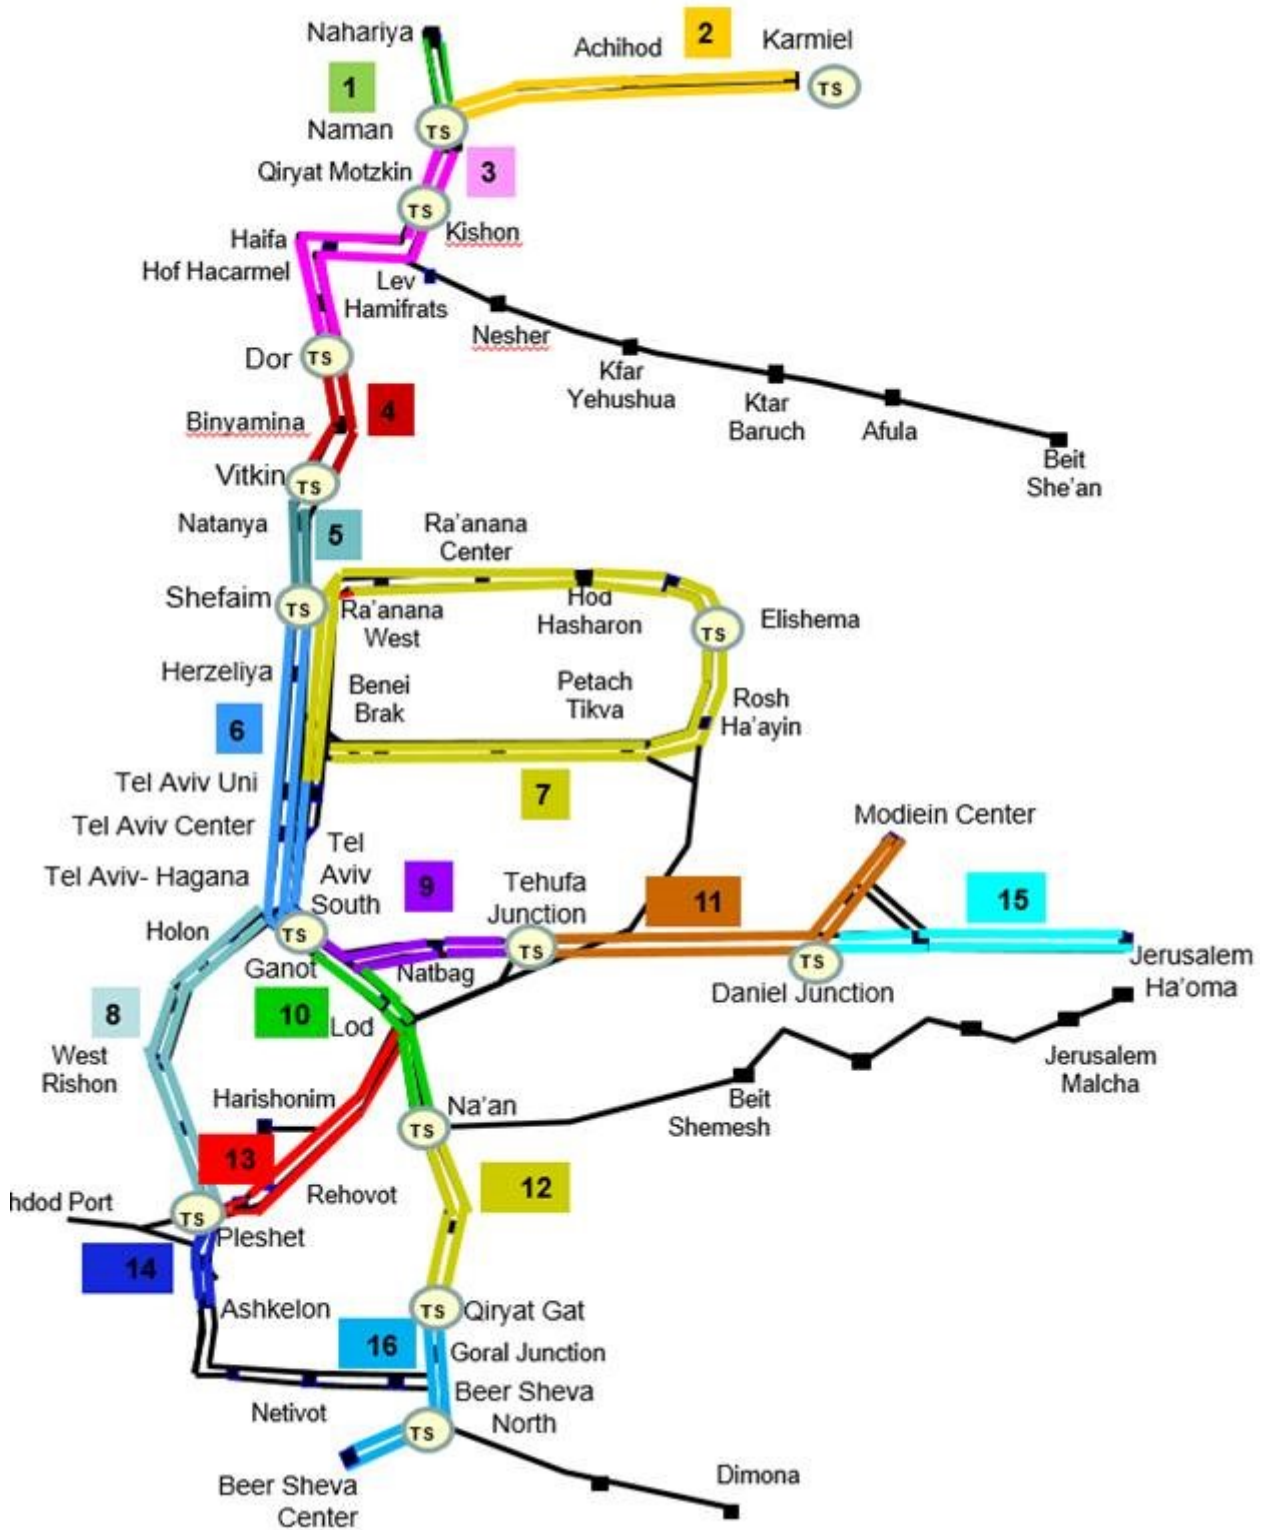 Nahariya
2
Karmiel
Achihod
TS
1
Naman
TS
Qiryat Motzkin
3
TS
Kishon
Haifa
Hof Hacarmel
Lev
Hamifrats
Nesher
Dor
TS
Kfar
Yehushua
Ktar
Baruch
Afula
Beit
She'an
Binyamina
4
Vitkin
TS
Natanya
5
Ra'anana
Center
Shefaim
TS
Ra'anana
West
Hod
Hasharon
TS
Elishema
Herzeliya
Benei
Brak
Petach
Tikva
Rosh
Ha'ayin
6
7
Tel Aviv Uni
Tel Aviv Center
Tel Aviv- Hagana
Tel
Aviv
South
Modiein Center
9
Tehufa
Junction
11
15
Holon
TS
Ganot
Natbag
TS
TS
Daniel Junction
Jerusalem
Ha'oma
8
10
Lod
West
Rishon
Jerusalem
Malcha
Harishonim
Na'an
TS
Beit
Shemesh
13
Rehovot
12
hdod Port
TS
Pleshet
14
Ashkelon
TS
Qiryat Gat
16
Goral Junction
Beer Sheva
North
Netivot
TS
Beer Sheva
Center
Dimona